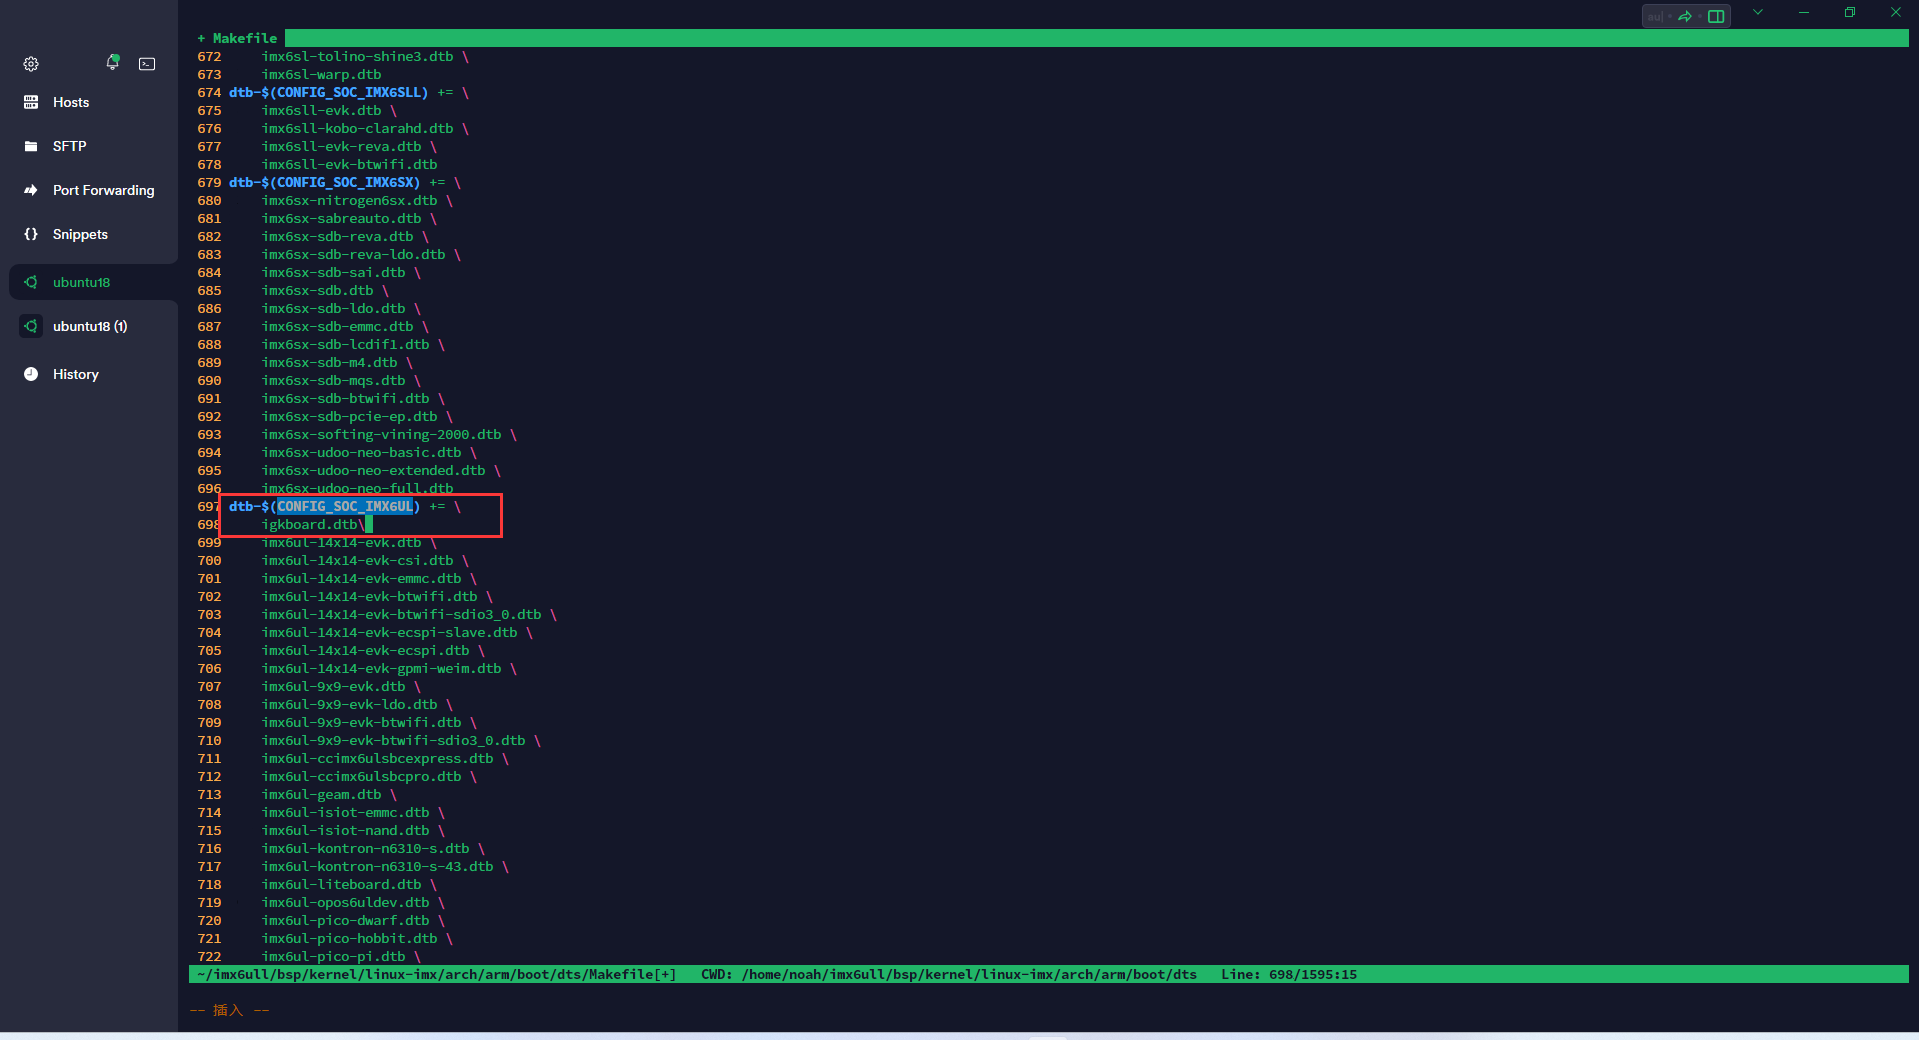 Hosts
SFTP
Port Forwarding
Snippets
ubuntu18
ubuntu18 (1)
History
+ Makefile
672 imx6sl-tolino-shine3.dtb \
673 imx6sl-warp.dtb
674 dtb-$(CONFIG_SOC_IMX6SLL) += \
675 imx6sll-evk.dtb \
676 imx6sll-kobo-clarahd.dtb \
677 imx6sll-evk-reva.dtb \
678 imx6sll-evk-btwifi.dtb
679 dtb-$(CONFIG_SOC_IMX6SX) += \
680 imx6sx-nitrogen6sx.dtb \
681 imx6sx-sabreauto.dtb \
682 imx6sx-sdb-reva.dtb \
683 imx6sx-sdb-reva-ldo.dtb \
684 imx6sx-sdb-sai.dtb \
685 imx6sx-sdb.dtb \
686 imx6sx-sdb-ldo.dtb \
687 imx6sx-sdb-emmc.dtb \
688 imx6sx-sdb-lcdif1.dtb \
689 imx6sx-sdb-m4.dtb \
690 imx6sx-sdb-mqs.dtb \
691 imx6sx-sdb-btwifi.dtb \
692 imx6sx-sdb-pcie-ep.dtb \
693 imx6sx-softing-vining-2000.dtb \
694 imx6sx-udoo-neo-basic.dtb \
695 imx6sx-udoo-neo-extended.dtb \
696 imx6sx-udoo-neo-full.dtb
697 dtb-$(CONFIG_SOC_IMX6UL) += \
698 igkboard.dtb\
699 imx6ul-14x14-evk.dtb \
700 imx6ul-14x14-evk-csi.dtb \
701 imx6ul-14x14-evk-emmc.dtb \
702 imx6ul-14x14-evk-btwifi.dtb \
703 imx6ul-14x14-evk-btwifi-sdio3_0.dtb \
704 imx6ul-14x14-evk-ecspi-slave.dtb \
705 imx6ul-14x14-evk-ecspi.dtb \
706 imx6ul-14x14-evk-gpmi-weim.dtb \
707 imx6ul-9x9-evk.dtb \
708 imx6ul-9x9-evk-ldo.dtb \
709 imx6ul-9x9-evk-btwifi.dtb \
710 imx6ul-9x9-evk-btwifi-sdio3_0.dtb \
711 imx6ul-ccimx6ulsbcexpress.dtb \
712 imx6ul-ccimx6ulsbcpro.dtb \
713 imx6ul-geam.dtb \
714 imx6ul-isiot-emmc.dtb \
715 imx6ul-isiot-nand.dtb \
716 imx6ul-kontron-n6310-s.dtb \
717 imx6ul-kontron-n6310-s-43.dtb \
718 imx6ul-liteboard.dtb \
719 imx6ul-opos6uldev.dtb \
720 imx6ul-pico-dwarf.dtb \
721 imx6ul-pico-hobbit.dtb \
722 imx6ul-pico-pi.dtb \
~/imx6ull/bsp/kernel/linux-imx/arch/arm/boot/dts/Makefile[+] CWD: /home/noah/imx6ull/bsp/kernel/linux-imx/arch/arm/boot/dts Line: 698/1595:15
-- 插入 --